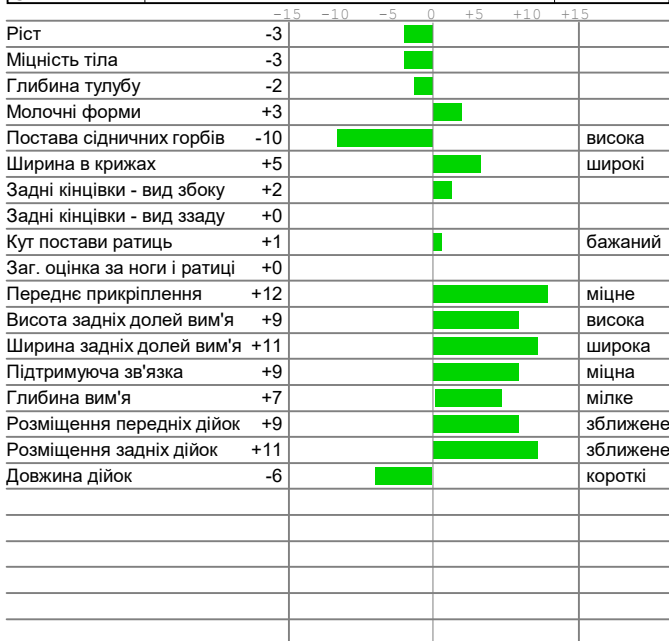 -15 -10 -5 0 +5 +10 +15
Ріст -3
Міцність тіла -3
Глибина тулубу -2
Молочні форми +3
Постава сідничних горбів -10 висока
Ширина в крижах +5 широкі
Задні кінцівки - вид збоку +2
Задні кінцівки - вид ззаду +0
Кут постави ратиць +1 бажаний
Заг. оцінка за ноги і ратиці +0
Переднє прикріплення +12 міцне
Висота задніх долей вим'я +9 висока
Ширина задніх долей вим'я +11 широка
Підтримуюча зв'язка +9 міцна
Глибина вим'я +7 мілке
Розміщення передніх дійок +9 зближене
Розміщення задніх дійок +11 зближене
Довжина дійок -6 короткі